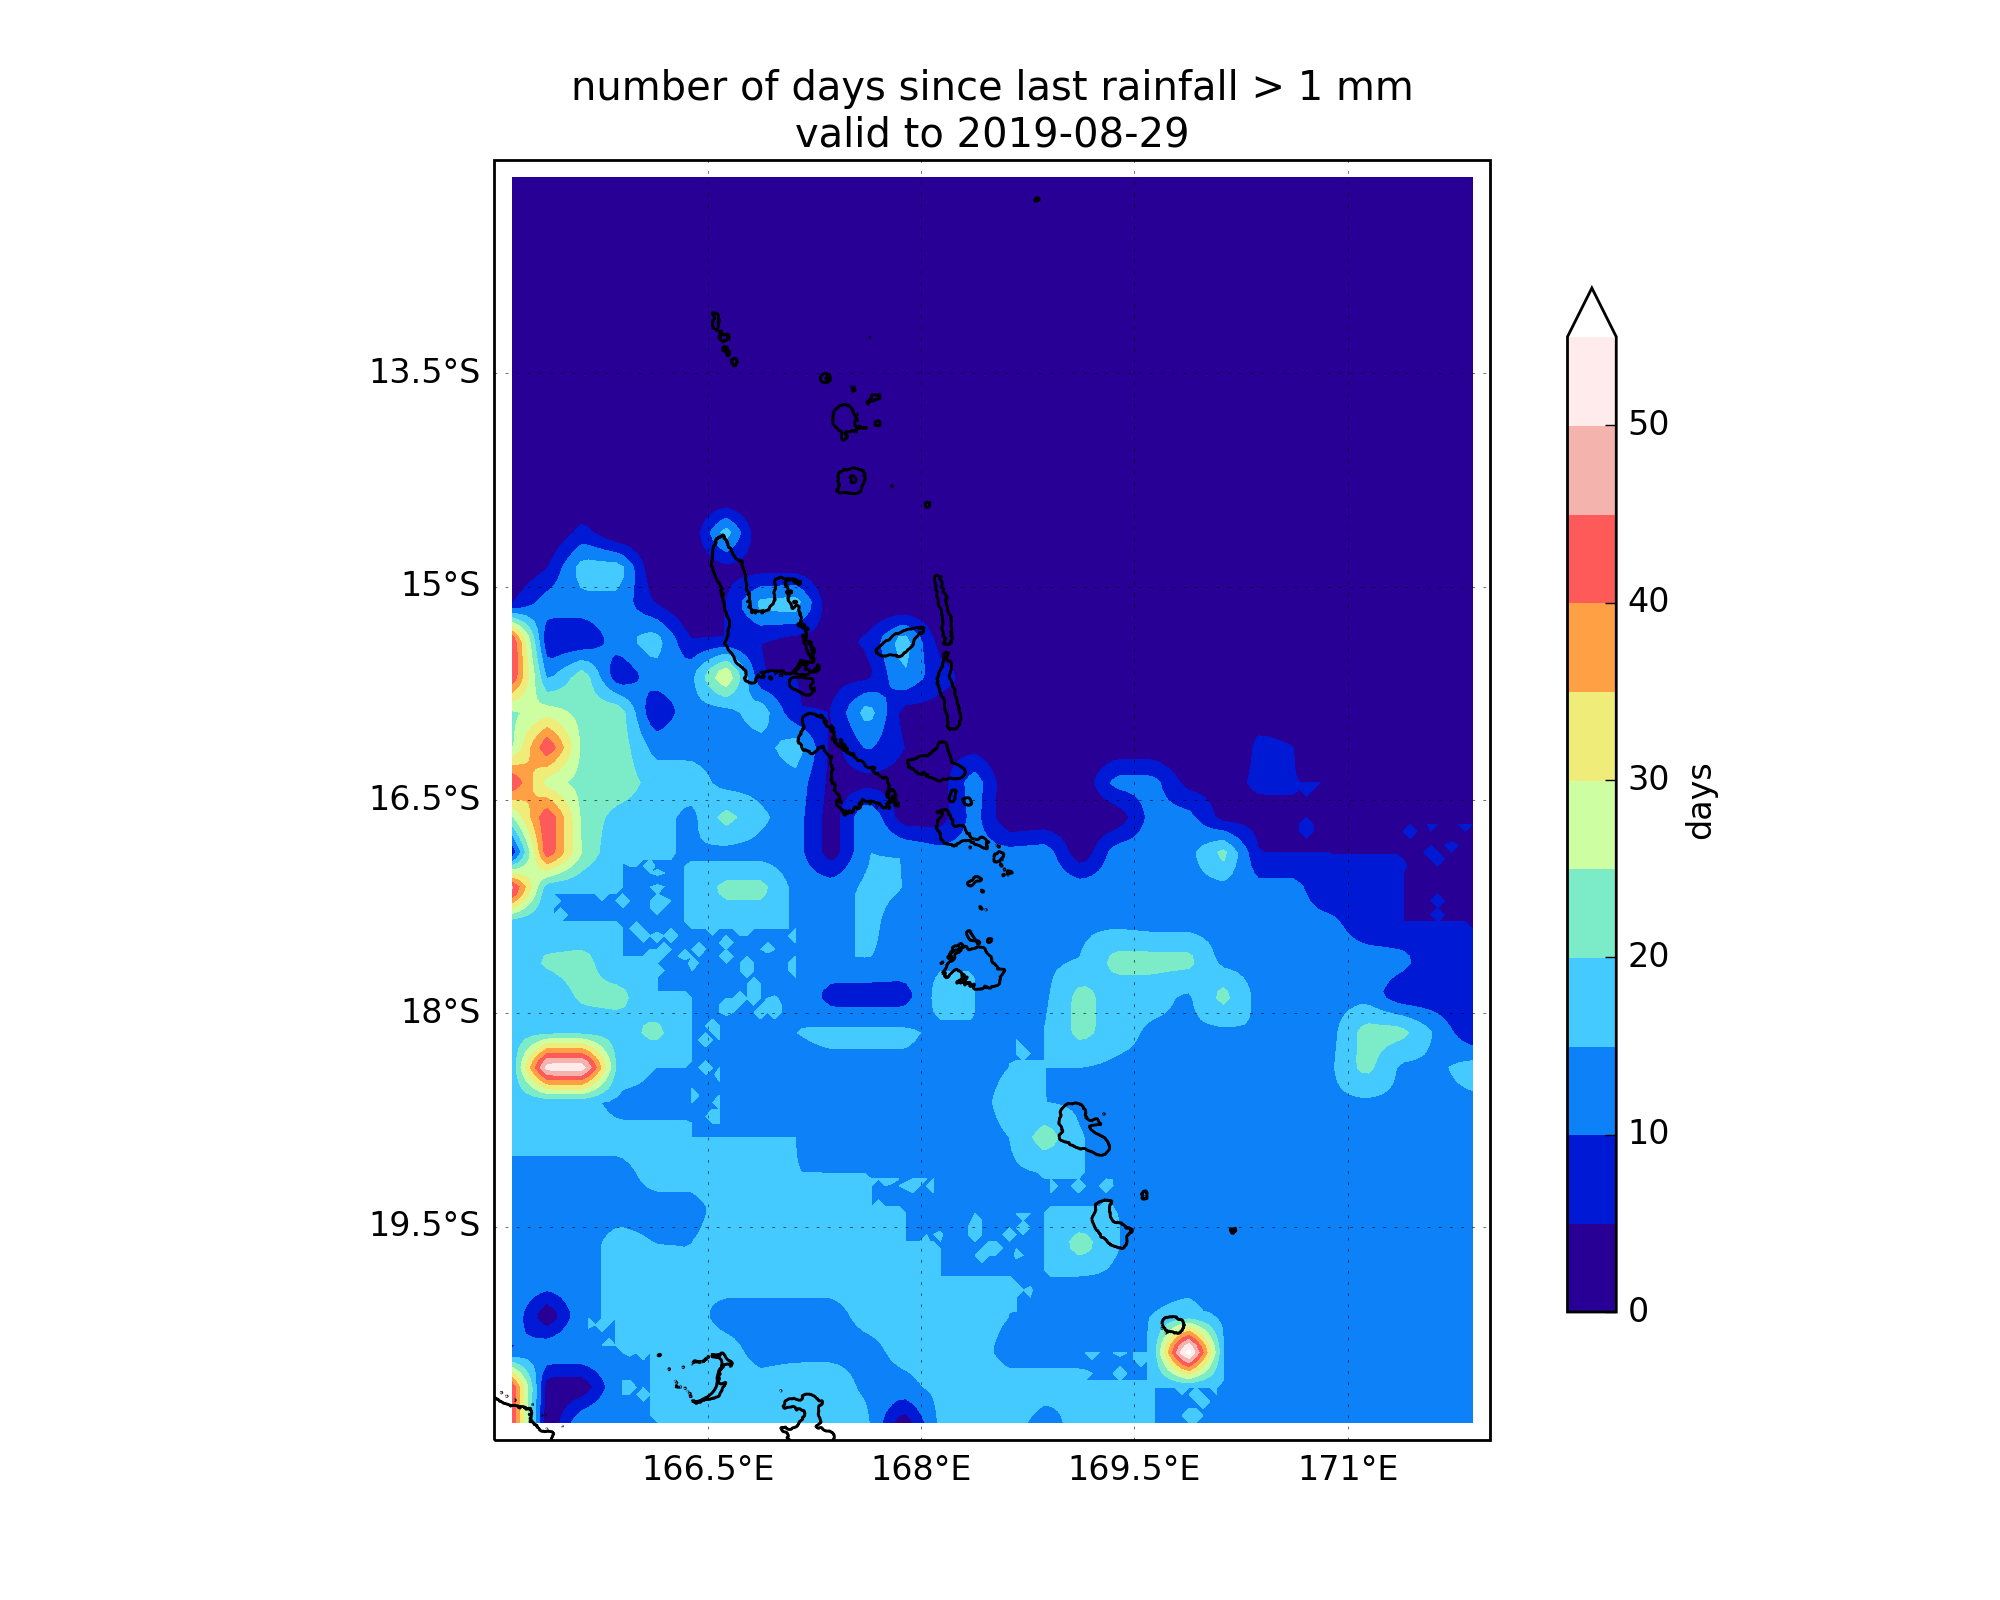 number of days since last rainfall > 1 mm
valid to 2019-08-29
13.5°S
15°S
16.5°S
18°S
19.5°S
166.5°E
168°E
169.5°E
171°E
50
40
30
20
10
0
days